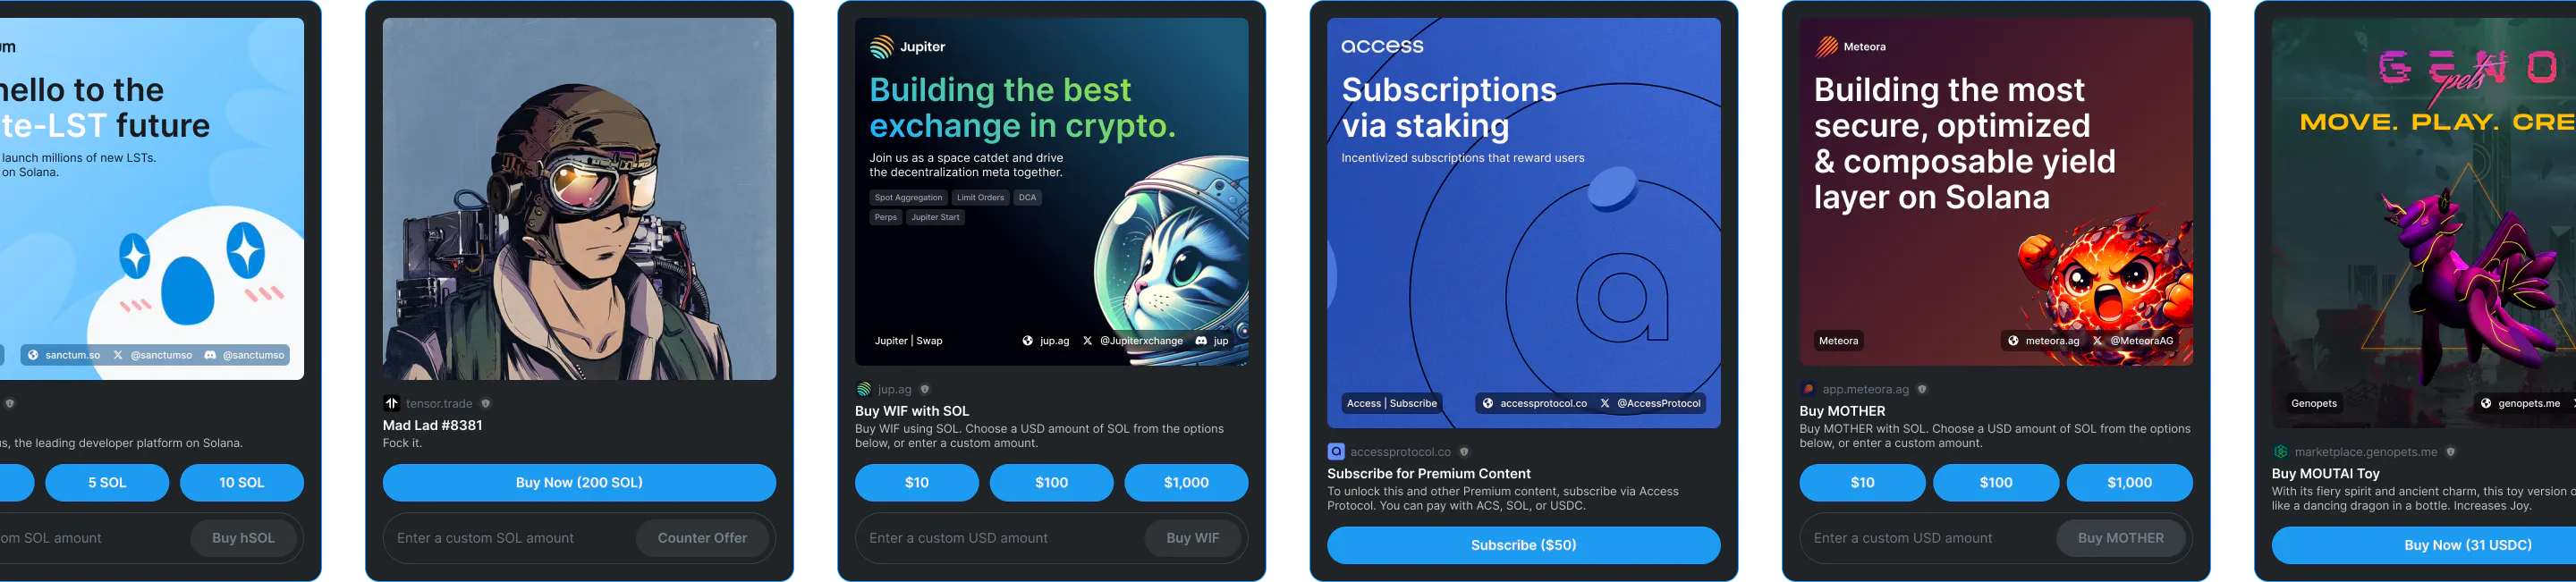 um
hello to the
te-LST future
launch millions of new LSTs.
on Solana.
sanctum.so @sanctumso @sanctumso
s, the leading developer platform on Solana.
5 SOL 10 SOL
om SOL amount Buy hSOL
tensor.trade
Mad Lad #8381
Fock it.
Buy Now (200 SOL)
Enter a custom SOL amount Counter Offer
Jupiter
Building the best
exchange in crypto.
Join us as a space catdet and drive
the decentralization meta together.
Spot Aggregation Limit Orders DCA
Perps Jupiter Start
Jupiter | Swap jup.ag @Jupiterxchange jup
jup.ag
Buy WIF with SOL
Buy WIF using SOL. Choose a USD amount of SOL from the options
below, or enter a custom amount.
$10 $100 $1,000
Enter a custom USD amount Buy WIF
access
Subscriptions
via staking
Incentivized subscriptions that reward users
a
Access | Subscribe accessprotocol.co @AccessProtocol
accessprotocol.co
Subscribe for Premium Content
To unlock this and other Premium content, subscribe via Access
Protocol. You can pay with ACS, SOL, or USDC.
Subscribe ($50)
Meteora
Building the most
secure, optimized
& composable yield
layer on Solana
Meteora meteora.ag @MeteoraAG
app.meteora.ag
Buy MOTHER
Buy MOTHER with SOL. Choose a USD amount of SOL from the options
below, or enter a custom amount.
$10 $100 $1,000
Enter a custom USD amount Buy MOTHER
GENO
pets
MOVE. PLAY. CRE
Genopets genopets.me
marketplace.genopets.me
Buy MOUTAI Toy
With its fiery spirit and ancient charm, this toy version o
like a dancing dragon in a bottle. Increases Joy.
Buy Now (31 USDC)